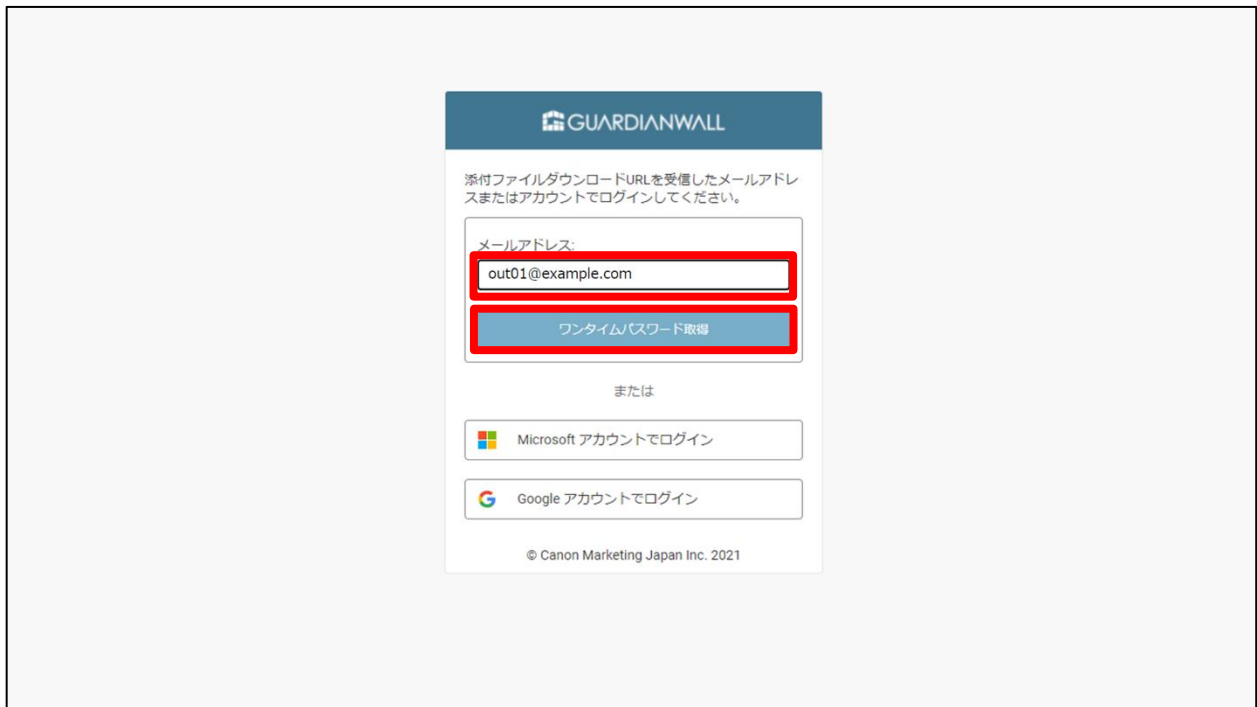 GUARDIANWALL
添付ファイルダウンロードURLを受信したメールアドレ
スまたはアカウントでログインしてください。
メールアドレス:
out01@example.com
ワンタイムパスワード取得
または
Microsoft アカウントでログイン
Google アカウントでログイン
© Canon Marketing Japan Inc. 2021